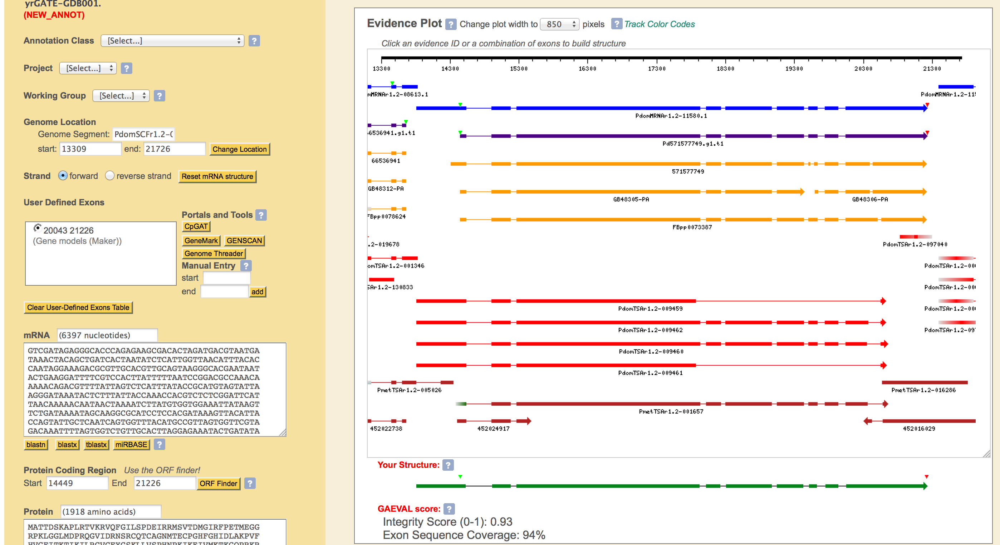 yrGATE-GDB001.
(NEW_ANNOT)
Annotation Class [Select...] ?
Project [Select...] ?
Working Group [Select...] ?
Genome Location
Genome Segment: PdomSCFr1.2-0
start: 13309 end: 21726 Change Location
Strand forward reverse strand Reset mRNA structure
User Defined Exons
20043 21226
(Gene models (Maker))
Portals and Tools ?
CpGAT
GeneMark GENSCAN
Genome Threader
Manual Entry ?
start
end add
Clear User-Defined Exons Table
mRNA (6397 nucleotides)
GTCGATAGAGGGCACCCAGAGAAGCGACACTAGATGACGTAATGA
TAAACTACAGCTGATCACTAATATCTCATTGGTTAACATTTACAC
CAATAGGAAAGACGCGTTGCACGTTGCAGTAAGGGCACGAATAAT
ACTGAAGGATTTTCGTCCACTTATTTTTAATCCGGACGCCAAACA
AAAACAGACGTTTTATTAGTCTCATTTATACCGCATGTAGTATTA
AGGGATAAATACTCTTTATTACCAAACCACGTCTCTCGGATTCAT
TAACAAAAACAATAACTAAAATCTTATGTGGTGGAAATTATAAGT
TCTGATAAAATAGCAAGGCGCATCCTCCACGATAAAGTTACATTA
CCAGTATTGCTCAATCAGTGGTTTACATGCCGTTAGTGGTTCGTA
GACAAATTTTAGTGGTCTGTTGCACTTAGGAGAAATACTGATATA
blastn blastx tblastx miRBASE ?
Protein Coding Region Use the ORF finder!
Start 14449 End 21226 ORF Finder ?
Protein (1918 amino acids)
MATTDSKAPLRTVKRVQFGILSPDEIRRMSVTDMGIRFPETMEGG
RPKLGGLMDPRQGVIDRNSRCQTCAGNMTECPGHFGHIDLAKPVF
Evidence Plot ? Change plot width to 850 pixels ? Track Color Codes
Click an evidence ID or a combination of exons to build structure
13300 14300 15300 16300 17300 18300 19300 20300 21300
mMRNAr1.2-08613.1 PdomMRNAr1.2-11
PdomMRNAr1.2-11580.1
6536941.g1.t1
Pd571577749.g1.t1
66536941
571577749
GB48312-PA
GB48305-PA GB48306-PA
FBpp0078624
FBpp0073387
.2-019678 PdomTSAr1.2-097040
omTSAr1.2-001346 PdomTSAr1.2-00
SAr1.2-130833 PdomTSAr1.2-00
PdomTSAr1.2-009459 PdomTSAr1.2-00
PdomTSAr1.2-009462 PdomTSAr1.2-09
PdomTSAr1.2-009460
PdomTSAr1.2-009461
PmetTSAr1.2-005026 PmetTSAr1.2-016286
PmetTSAr1.2-001657
452022738 452024917 452016029
Your Structure: ?
GAEVAL score: ?
Integrity Score (0-1): 0.93
Exon Sequence Coverage: 94%